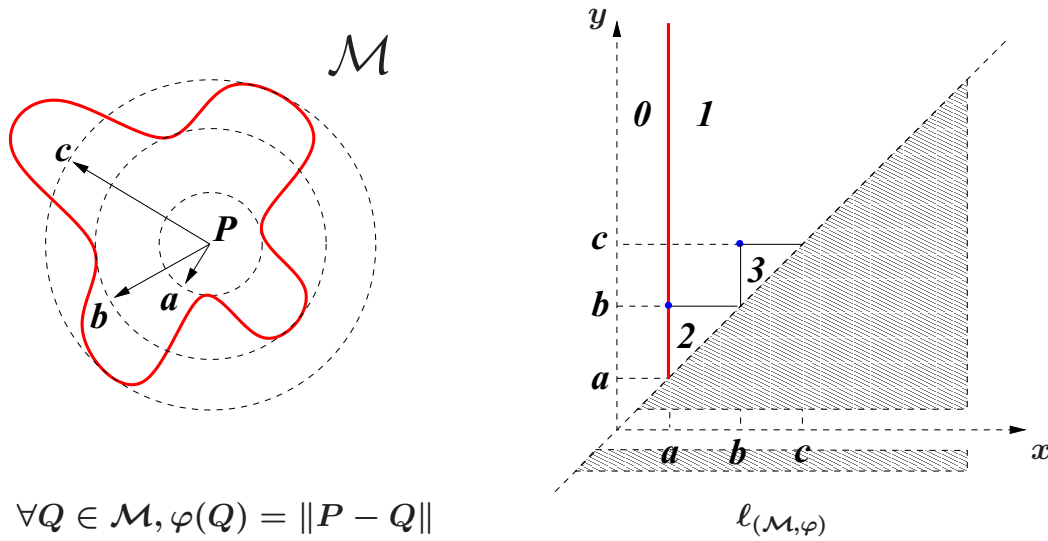 ℳ
c
P
a
b
∀Q ∈ ℳ, φ(Q) = ‖P − Q‖
y
0 1
c
3
b
2
a
a b c
x
ℓ(ℳ,φ)